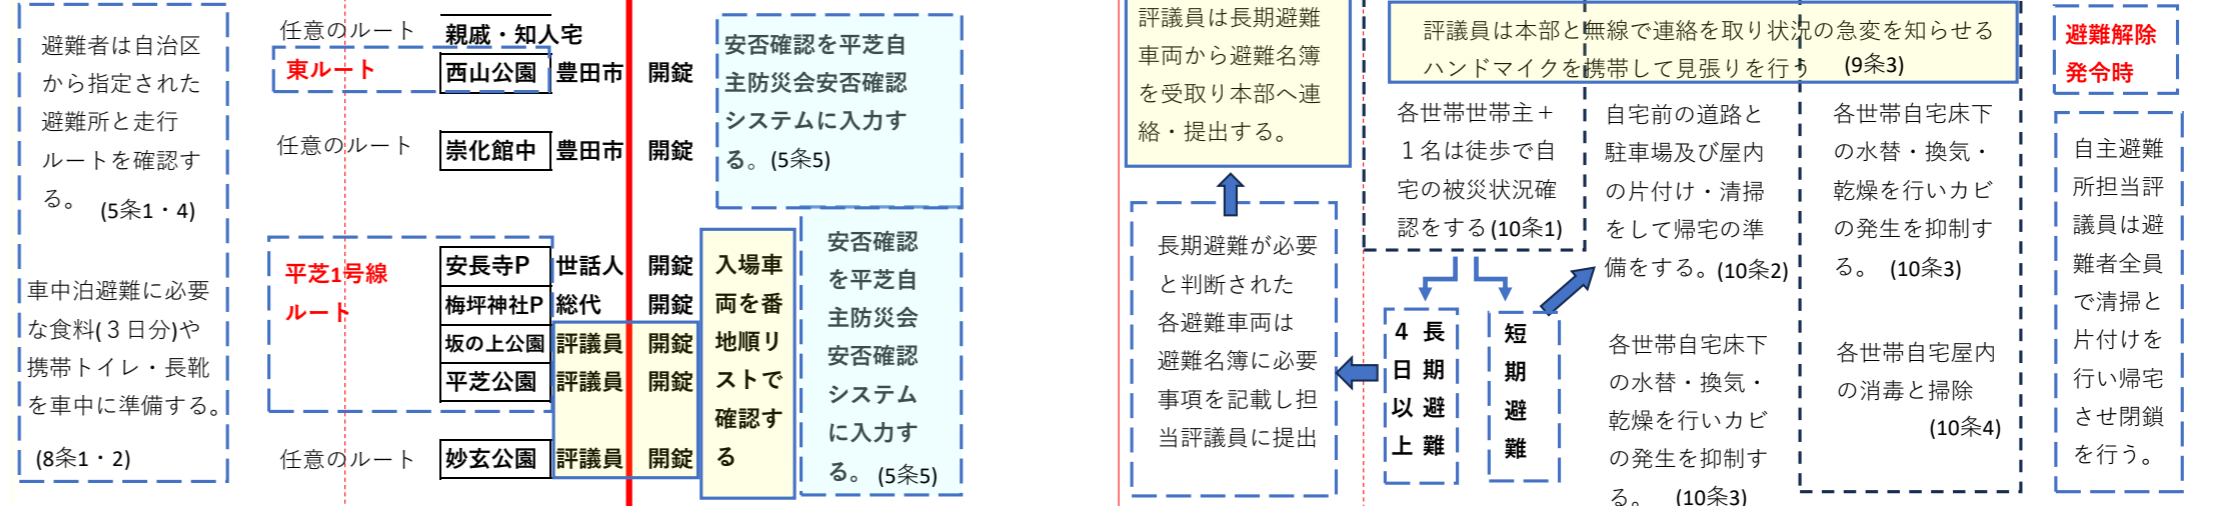 避難者は自治区
から指定された
避難所と走行
ルートを確認す
る。 (5条1・4)
車中泊避難に必要
な食料(３日分)や
携帯トイレ・長靴
を車中に準備する。
(8条1・2)
任意のルート 親戚・知人宅
東ルート 西山公園 豊田市 開錠
任意のルート 崇化館中 豊田市 開錠
平芝1号線
ルート
安長寺P 世話人 開錠
梅坪神社P 総代 開錠
坂の上公園 評議員 開錠
平芝公園 評議員 開錠
任意のルート 妙玄公園 評議員 開錠
安否確認を平芝自
主防災会安否確認
システムに入力す
る。(5条5)
入場車
両を番
地順リ
ストで
確認す
る
安否確認
を平芝自
主防災会
安否確認
システム
に入力す
る。 (5条5)
評議員は長期避難
車両から避難名簿
を受取り本部へ連
絡・提出する。
長期避難が必要
と判断された
各避難車両は
避難名簿に必要
事項を記載し担
当評議員に提出
評議員は本部と無線で連絡を取り状況の急変を知らせる
ハンドマイクを携帯して見張りを行う (9条3)
各世帯世帯主＋
１名は徒歩で自
宅の被災状況確
認をする(10条1)
長期避難
4日以上
短期避難
自宅前の道路と
駐車場及び屋内
の片付け・清掃
をして帰宅の準
備をする。(10条2)
各世帯自宅床下
の水替・換気・
乾燥を行いカビ
の発生を抑制す
る。 (10条3)
各世帯自宅床下
の水替・換気・
乾燥を行いカビ
の発生を抑制す
る。 (10条3)
各世帯自宅屋内
の消毒と掃除
(10条4)
避難解除
発令時
自主避難
所担当評
議員は避
難者全員
で清掃と
片付けを
行い帰宅
させ閉鎖
を行う。